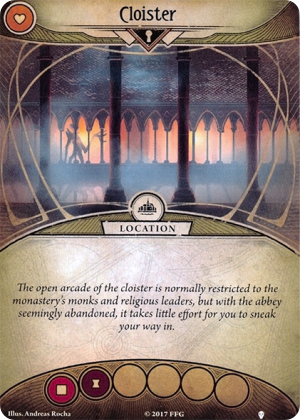 Cloister
LOCATION
The open arcade of the cloister is normally restricted to the
monastery's monks and religious leaders, but with the abbey
seemingly abandoned, it takes little effort for you to sneak
your way in.
Illus. Andreas Rocha
© 2017 FFG